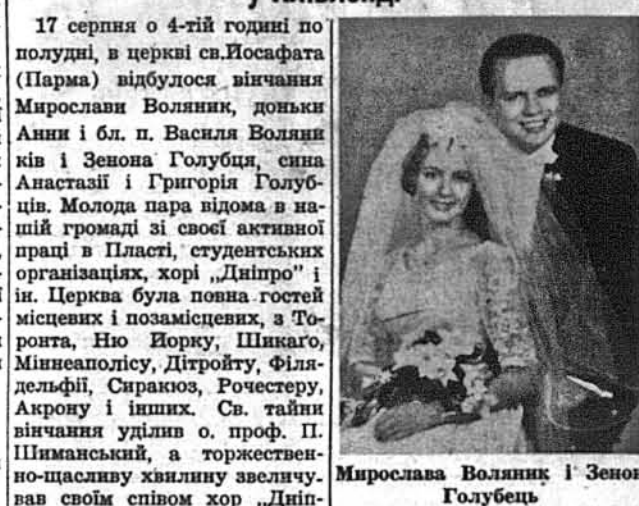 17 серпня о 4-тій годині по
полудні, в церкві св.Йосафата
(Парма) відбулося вінчання
Мирослави Воляник, доньки
Анни і бл. п. Василя Воляни
ків і Зенона Голубця, сина
Анастазії і Григорія Голуб-
ців. Молода пара відома в на-
шій громаді зі своєї активної
праці в Пласті, студентських
організаціях, хорі „Дніпро" і
ін. Церква була повна гостей
місцевих і позамісцевих, з То-
ронта, Ню Йорку, Шикаґо,
Міннеаполісу, Дітройту, Філя-
дельфії, Сиракюз, Рочестеру,
Акрону і інших. Св. тайни
вінчання уділив о. проф. П.
Шиманський, а торжествен-
но-щасливу хвилину звеличу-
вав своїм співом хор „Дніп-
Мирослава Воляник і Зенон
Голубець